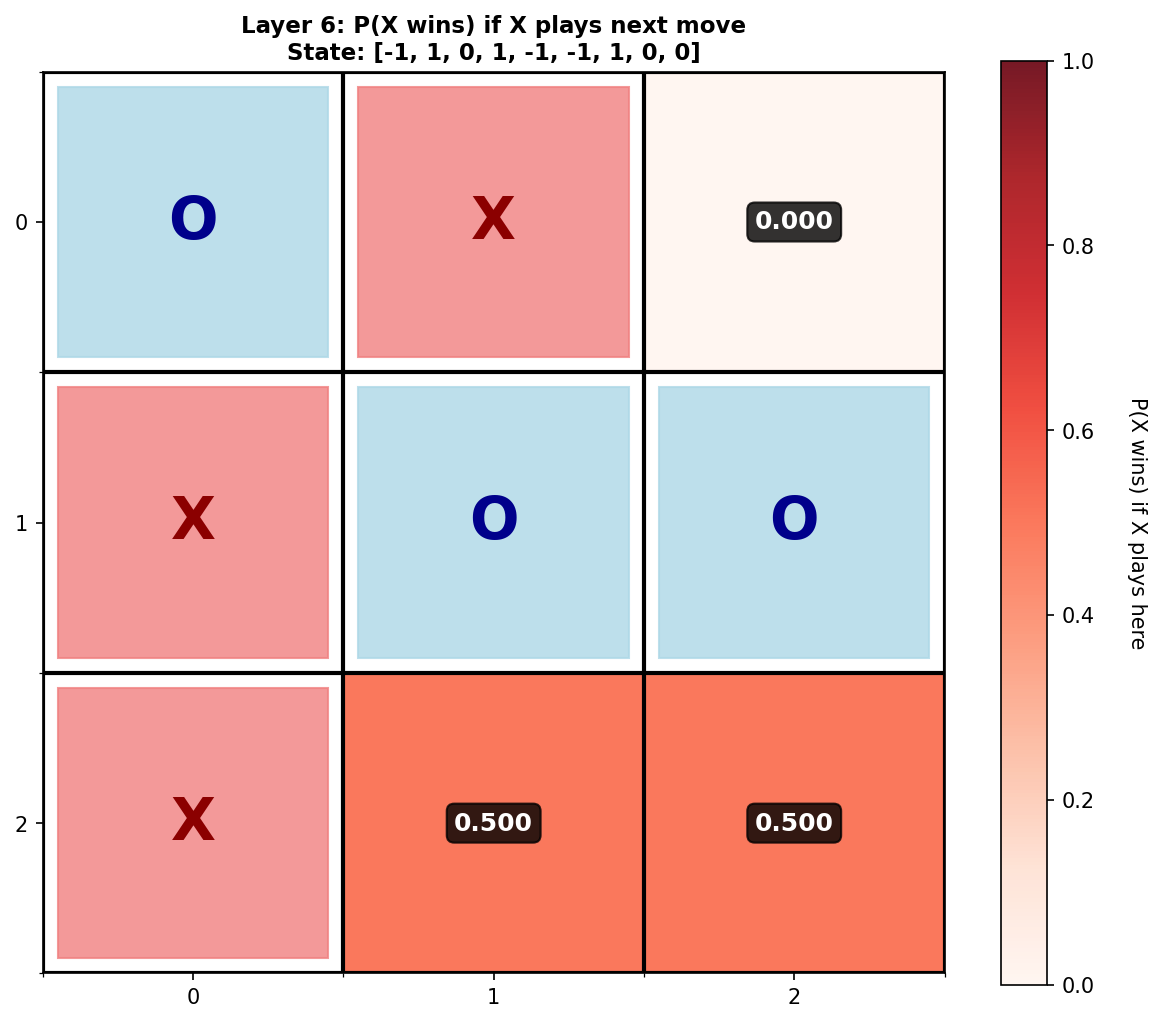 Layer 6: P(X wins) if X plays next move
State: [-1, 1, 0, 1, -1, -1, 1, 0, 0]
O
X
0.000
X
O
O
X
0.500
0.500
0
1
2
0
1
2
1.0
0.8
0.6
0.4
0.2
0.0
P(X wins) if X plays here